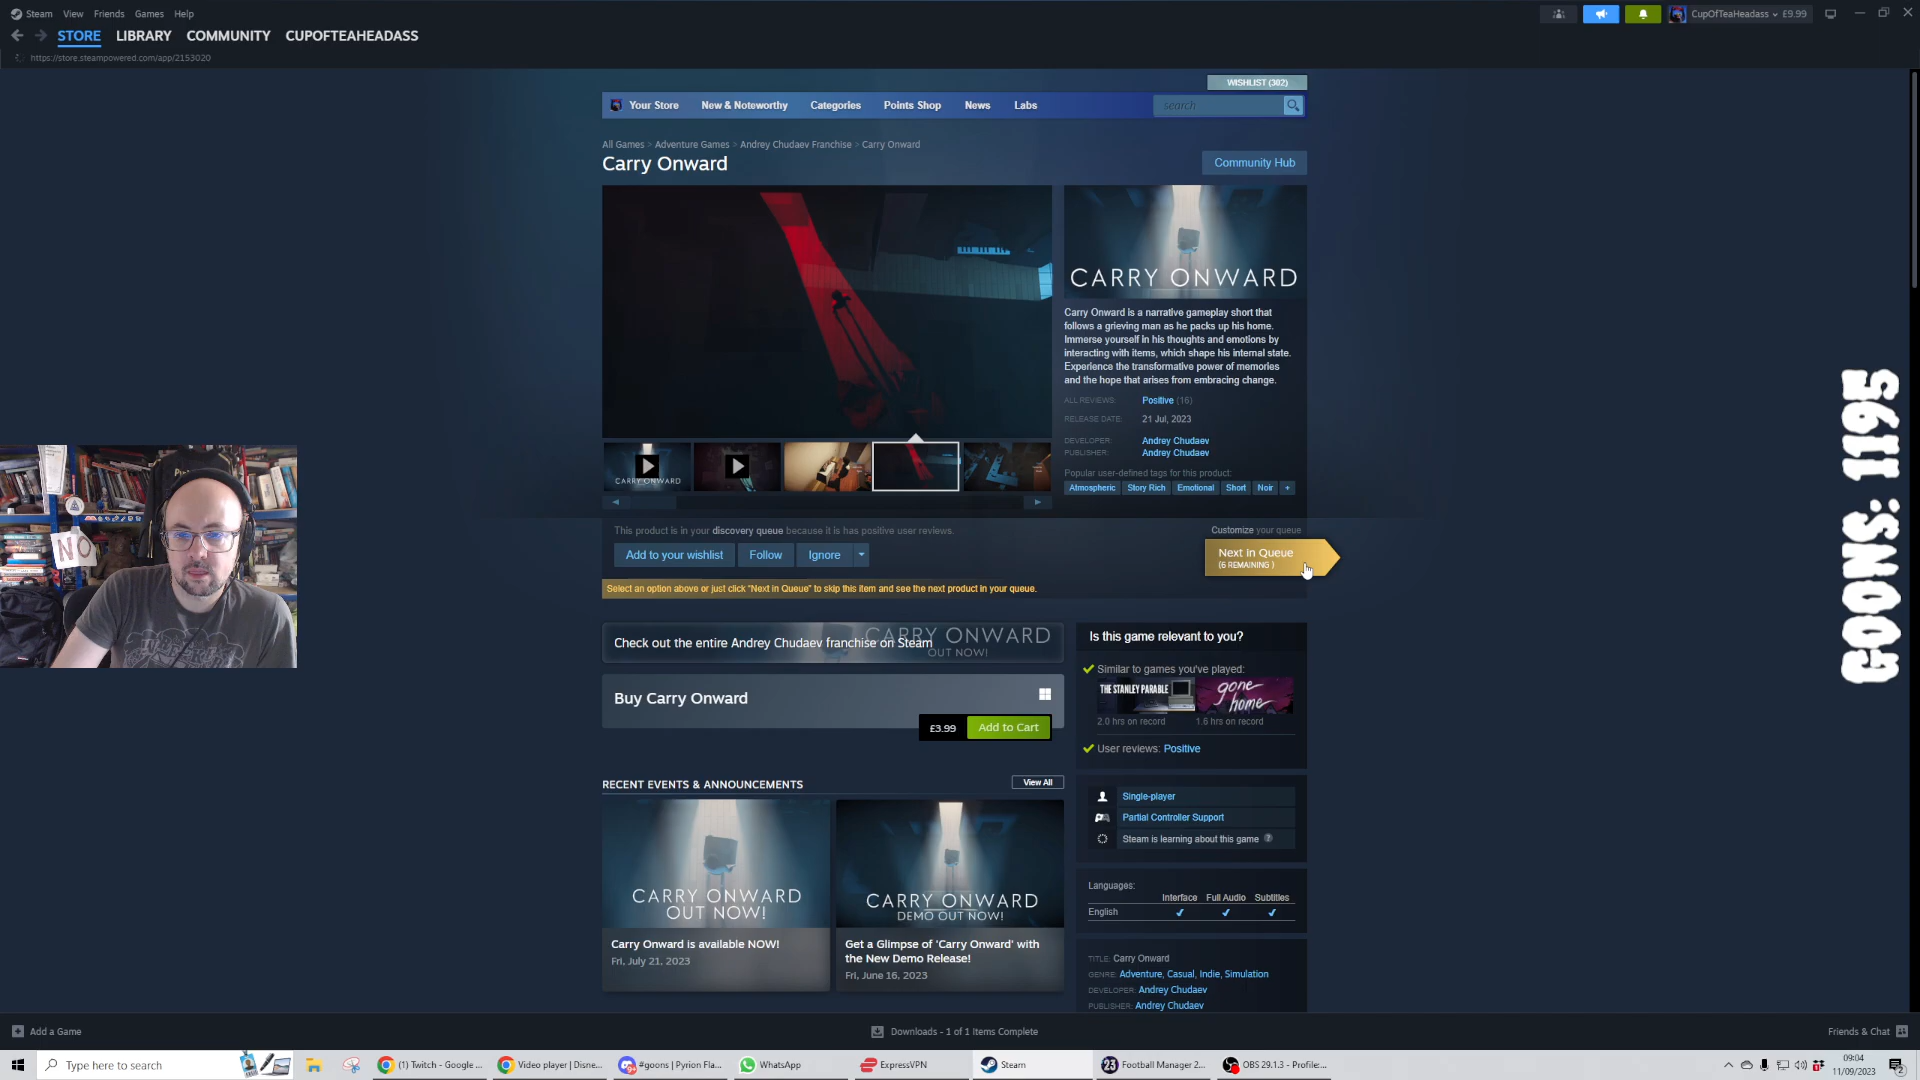 Steam View Friends Games Help
CupOfTeaHeadass £9.99
STORE LIBRARY COMMUNITY CUPOFTEAHEADASS
https://store.steampowered.com/app/2153020
WISHLIST (302)
Your Store New & Noteworthy Categories Points Shop News Labs
search
All Games > Adventure Games > Andrey Chudaev Franchise > Carry Onward
Carry Onward
Community Hub
CARRY ONWARD
Carry Onward is a narrative gameplay short that
follows a grieving man as he packs up his home.
Immerse yourself in his thoughts and emotions by
interacting with items, which shape his internal state.
Experience the transformative power of memories
and the hope that arises from embracing change.
ALL REVIEWS: Positive (16)
RELEASE DATE: 21 Jul, 2023
DEVELOPER: Andrey Chudaev
PUBLISHER: Andrey Chudaev
Popular user-defined tags for this product:
Atmospheric Story Rich Emotional Short Noir +
CARRY ONWARD
This product is in your discovery queue because it is has positive user reviews.
Customize your queue
Add to your wishlist Follow Ignore
Next in Queue
(6 REMAINING )
Select an option above or just click "Next in Queue" to skip this item and see the next product in your queue.
NO
GOONS: 1195
Check out the entire Andrey Chudaev franchise on Steam
CARRY ONWARD
OUT NOW!
Buy Carry Onward
£3.99 Add to Cart
Is this game relevant to you?
Similar to games you've played:
THE STANLEY PARABLE
gone home
2.0 hrs on record 1.6 hrs on record
User reviews: Positive
RECENT EVENTS & ANNOUNCEMENTS
View All
CARRY ONWARD
OUT NOW!
Carry Onward is available NOW!
Fri, July 21, 2023
CARRY ONWARD
DEMO OUT NOW!
Get a Glimpse of 'Carry Onward' with
the New Demo Release!
Fri, June 16, 2023
Single-player
Partial Controller Support
Steam is learning about this game ?
Languages:
Interface Full Audio Subtitles
English ✔ ✔ ✔
TITLE: Carry Onward
GENRE: Adventure, Casual, Indie, Simulation
DEVELOPER: Andrey Chudaev
PUBLISHER: Andrey Chudaev
Add a Game
Downloads - 1 of 1 Items Complete
Friends & Chat
Type here to search
(1) Twitch - Google ...
Video player | Disne...
#goons | Pyrion Fla...
WhatsApp
ExpressVPN
Steam
23
Football Manager 2...
OBS 29.1.3 - Profile:...
09:04
11/09/2023
2